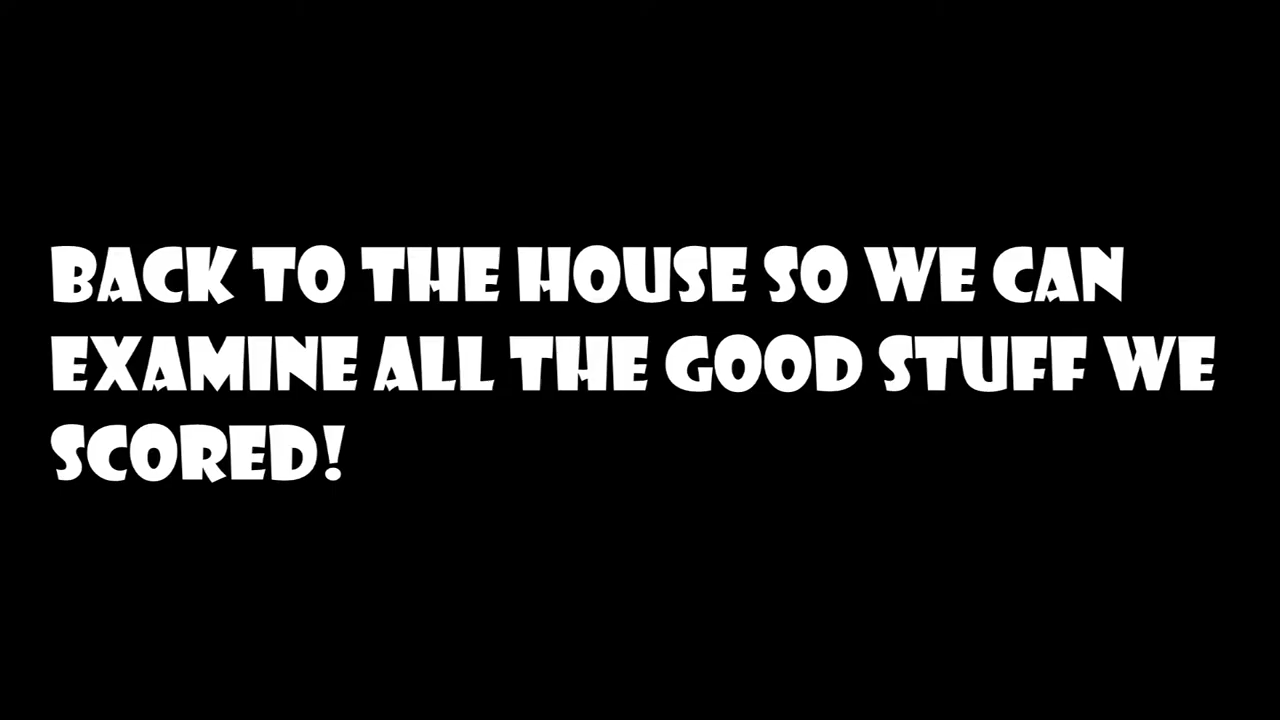 BACK TO THE HOUSE SO WE CAN
EXAMINE ALL THE GOOD STUFF WE
SCORED!